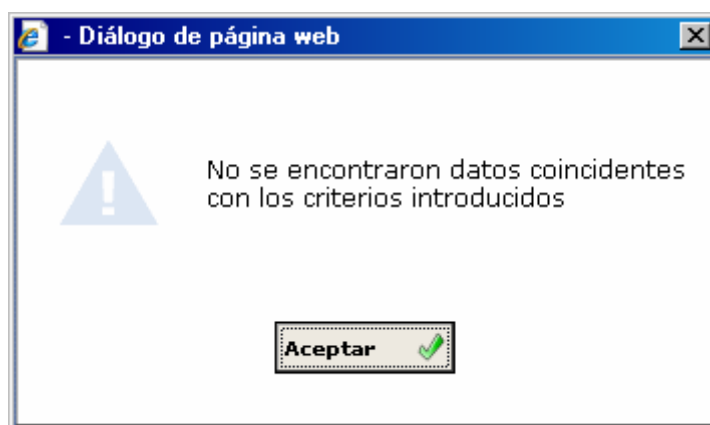 - Diálogo de página web
No se encontraron datos coincidentes
con los criterios introducidos
Aceptar